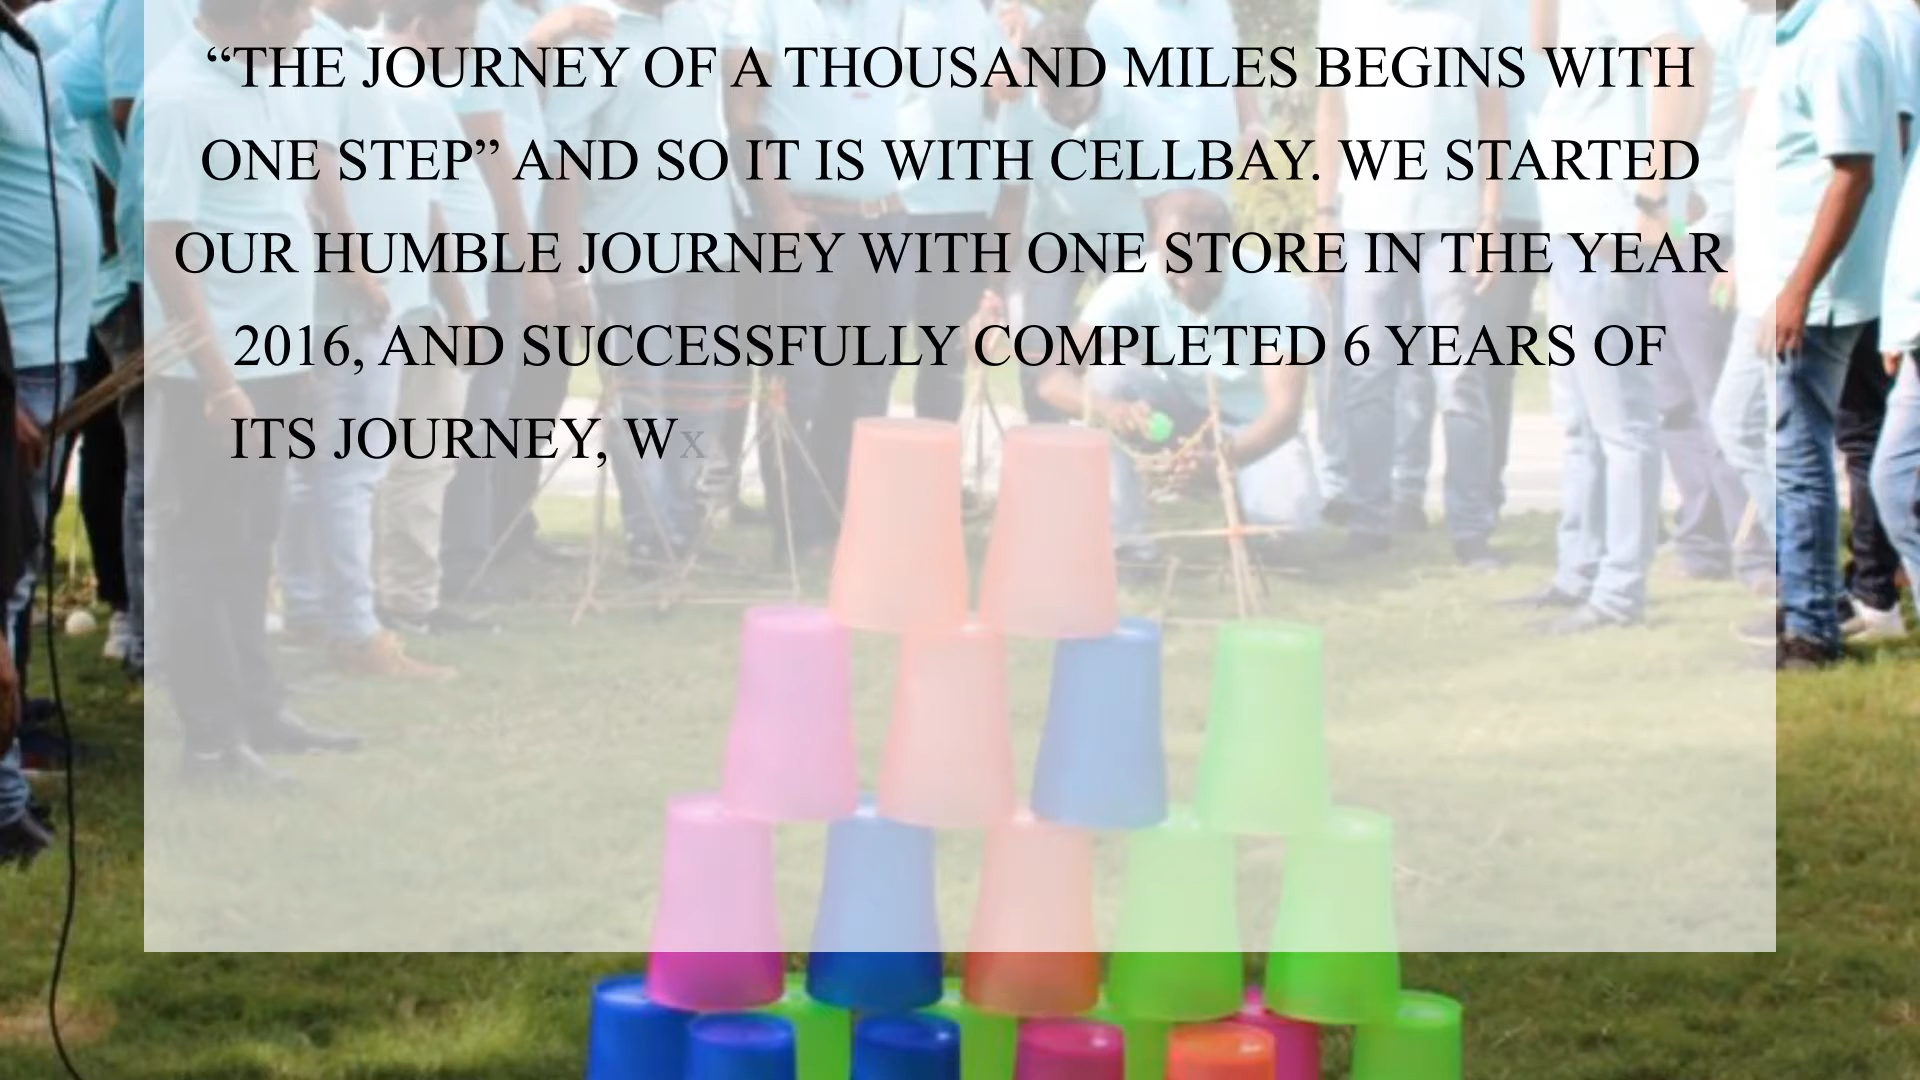 “THE JOURNEY OF A THOUSAND MILES BEGINS WITH
ONE STEP” AND SO IT IS WITH CELLBAY. WE STARTED
OUR HUMBLE JOURNEY WITH ONE STORE IN THE YEAR
2016, AND SUCCESSFULLY COMPLETED 6 YEARS OF
ITS JOURNEY, Wx